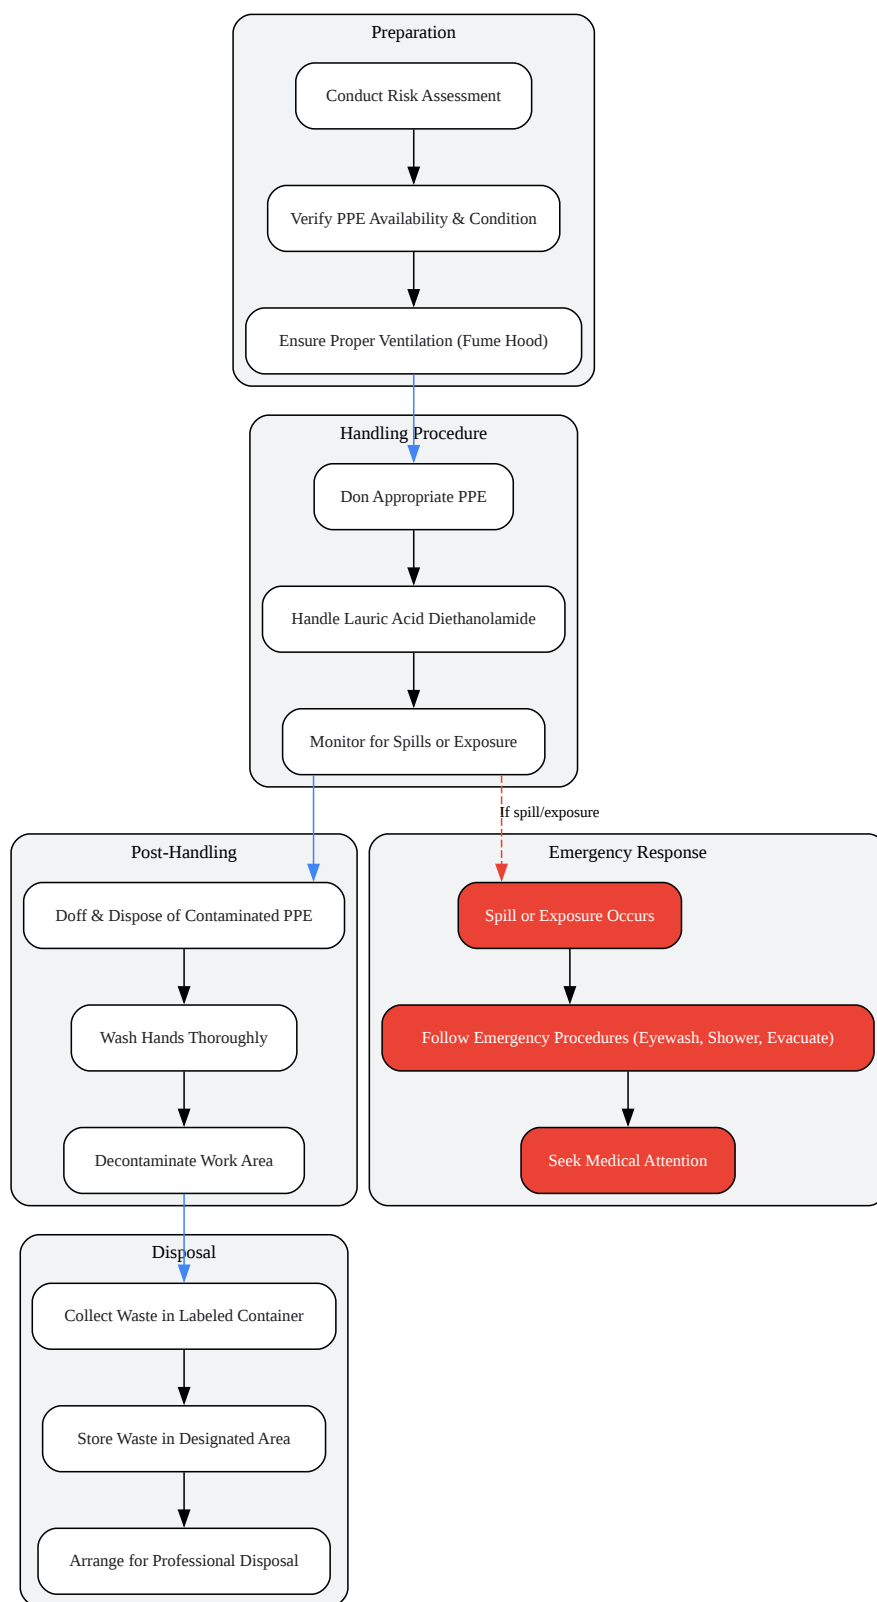 Preparation
Conduct Risk Assessment
Verify PPE Availability & Condition
Ensure Proper Ventilation (Fume Hood)
Handling Procedure
Don Appropriate PPE
Handle Lauric Acid Diethanolamide
Monitor for Spills or Exposure
If spill/exposure
Post-Handling
Doff & Dispose of Contaminated PPE
Wash Hands Thoroughly
Decontaminate Work Area
Emergency Response
Spill or Exposure Occurs
Follow Emergency Procedures (Eyewash, Shower, Evacuate)
Seek Medical Attention
Disposal
Collect Waste in Labeled Container
Store Waste in Designated Area
Arrange for Professional Disposal